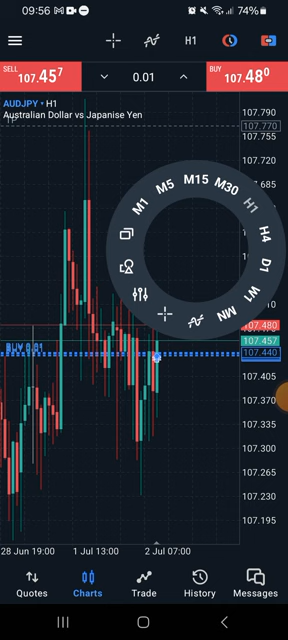 09:56 74%
H1
SELL 107.45⁷ 0.01 BUY 107.48⁰
AUDJPY • H1
Australian Dollar vs Japanise Yen
107.790
107.770
107.755
107.720
M1 M5 M15 M30 H1 H4 D1 W1 MN
107.480
107.457
107.440
BUY 0.01
107.405
107.370
107.335
107.300
107.265
107.230
107.195
28 Jun 19:00 1 Jul 13:00 2 Jul 07:00
Quotes Charts Trade History Messages